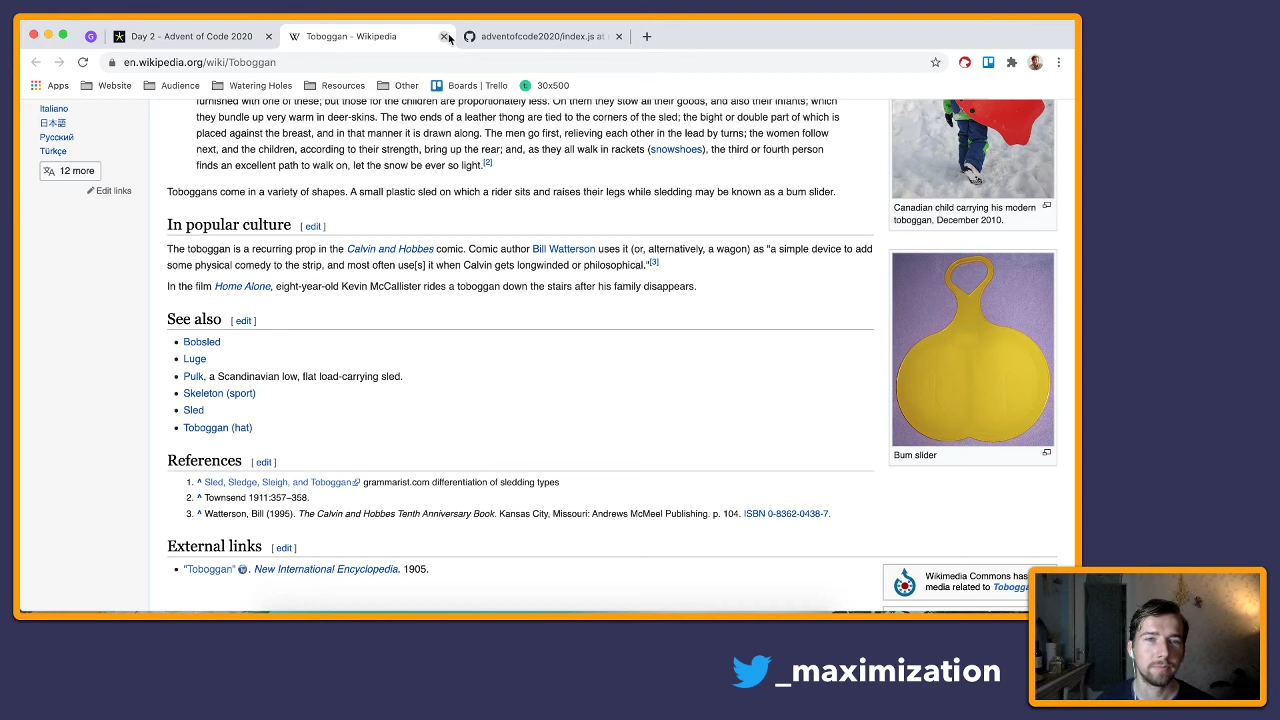 Day 2 - Advent of Code 2020
Toboggan - Wikipedia
adventofcode2020/index.js at
en.wikipedia.org/wiki/Toboggan
Apps
Website
Audience
Watering Holes
Resources
Other
Boards | Trello
30x500
Italiano
日本語
Русский
Türkçe
12 more
Edit links
furnished with one of these; but those for the children are proportionately less. On them they stow all their goods, and also their infants; which
they bundle up very warm in deer-skins. The two ends of a leather thong are tied to the corners of the sled; the bight or double part of which is
placed against the breast, and in that manner it is drawn along. The men go first, relieving each other in the lead by turns; the women follow
next, and the children, according to their strength, bring up the rear; and, as they all walk in rackets (snowshoes), the third or fourth person
finds an excellent path to walk on, let the snow be ever so light.[2]
Toboggans come in a variety of shapes. A small plastic sled on which a rider sits and raises their legs while sledding may be known as a bum slider.
In popular culture [ edit ]
The toboggan is a recurring prop in the Calvin and Hobbes comic. Comic author Bill Watterson uses it (or, alternatively, a wagon) as "a simple device to add
some physical comedy to the strip, and most often use[s] it when Calvin gets longwinded or philosophical."[3]
In the film Home Alone, eight-year-old Kevin McCallister rides a toboggan down the stairs after his family disappears.
See also [ edit ]
Bobsled
Luge
Pulk, a Scandinavian low, flat load-carrying sled.
Skeleton (sport)
Sled
Toboggan (hat)
References [ edit ]
1. ^ Sled, Sledge, Sleigh, and Toboggan grammarist.com differentiation of sledding types
2. ^ Townsend 1911:357–358.
3. ^ Watterson, Bill (1995). The Calvin and Hobbes Tenth Anniversary Book. Kansas City, Missouri: Andrews McMeel Publishing. p. 104. ISBN 0-8362-0438-7.
External links [ edit ]
"Toboggan" . New International Encyclopedia. 1905.
Canadian child carrying his modern
toboggan, December 2010.
Bum slider
Wikimedia Commons has
media related to Tobogga
_maximization